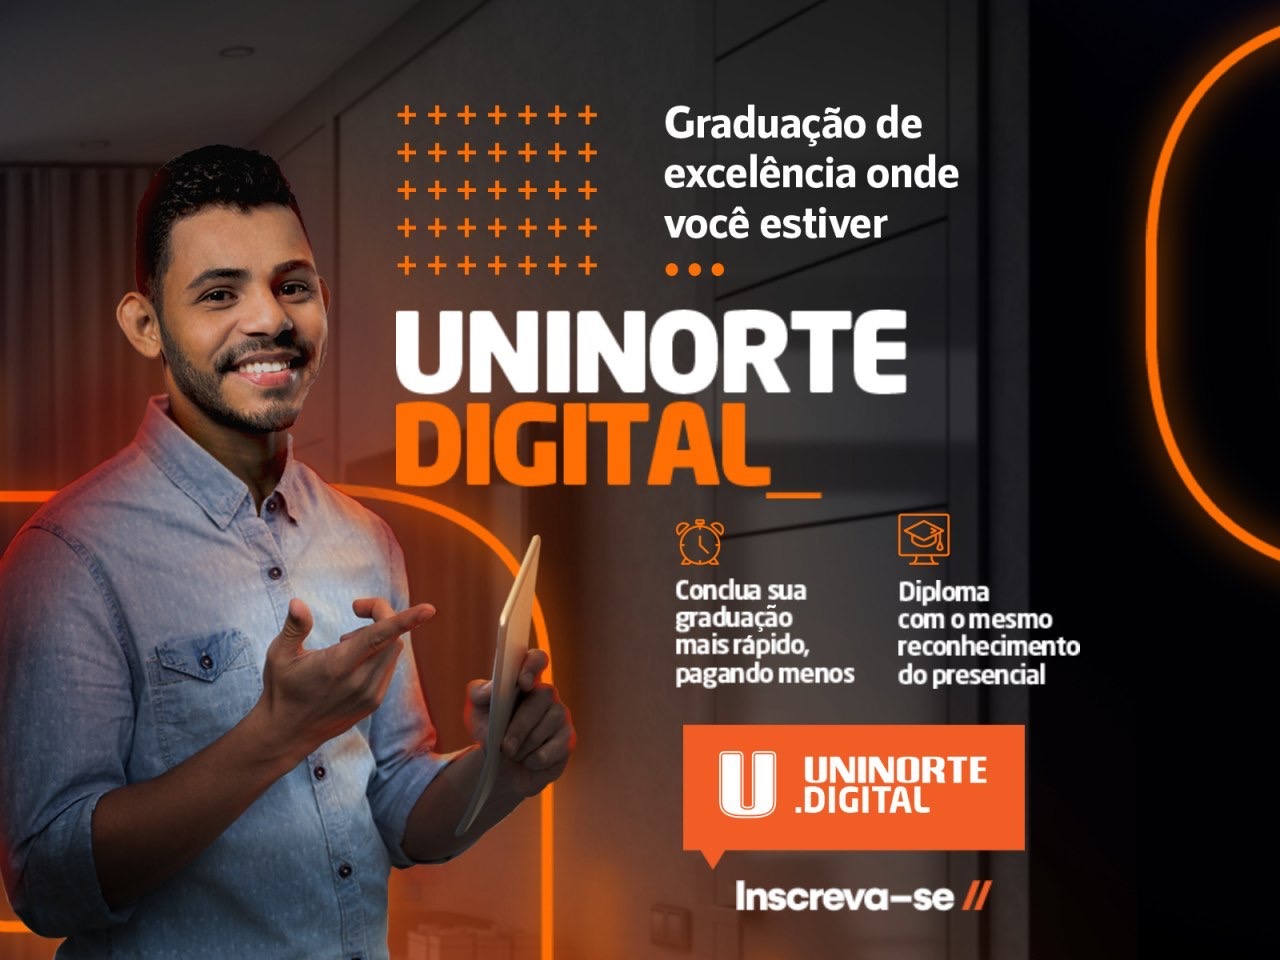 Graduação de
excelência onde
você estiver
UNINORTE
DIGITAL_
Conclua sua
graduação
mais rápido,
pagando menos
Diploma
com o mesmo
reconhecimento
do presencial
U UNINORTE
.DIGITAL
Inscreva-se //